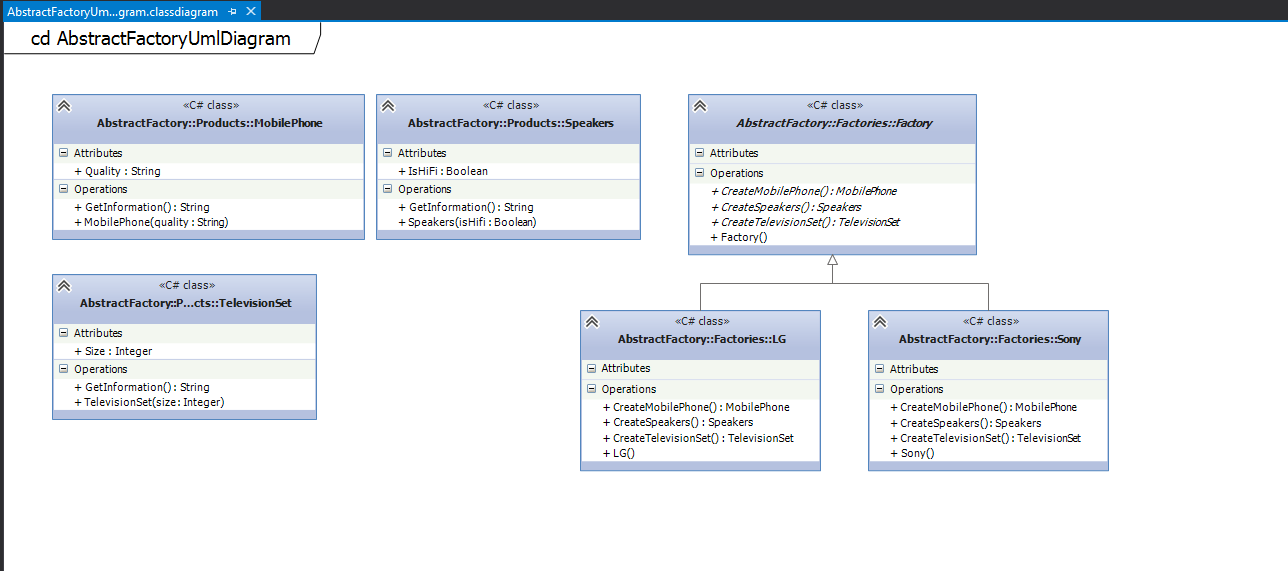 AbstractFactoryUm...gram.classdiagram
cd AbstractFactoryUmlDiagram
«C# class»
AbstractFactory::Products::MobilePhone
Attributes
+ Quality : String
Operations
+ GetInformation() : String
+ MobilePhone(quality : String)
«C# class»
AbstractFactory::Products::Speakers
Attributes
+ IsHiFi : Boolean
Operations
+ GetInformation() : String
+ Speakers(isHifi : Boolean)
«C# class»
AbstractFactory::Factories::Factory
Attributes
Operations
+ CreateMobilePhone() : MobilePhone
+ CreateSpeakers() : Speakers
+ CreateTelevisionSet() : TelevisionSet
+ Factory()
«C# class»
AbstractFactory::P...cts::TelevisionSet
Attributes
+ Size : Integer
Operations
+ GetInformation() : String
+ TelevisionSet(size : Integer)
«C# class»
AbstractFactory::Factories::LG
Attributes
Operations
+ CreateMobilePhone() : MobilePhone
+ CreateSpeakers() : Speakers
+ CreateTelevisionSet() : TelevisionSet
+ LG()
«C# class»
AbstractFactory::Factories::Sony
Attributes
Operations
+ CreateMobilePhone() : MobilePhone
+ CreateSpeakers() : Speakers
+ CreateTelevisionSet() : TelevisionSet
+ Sony()